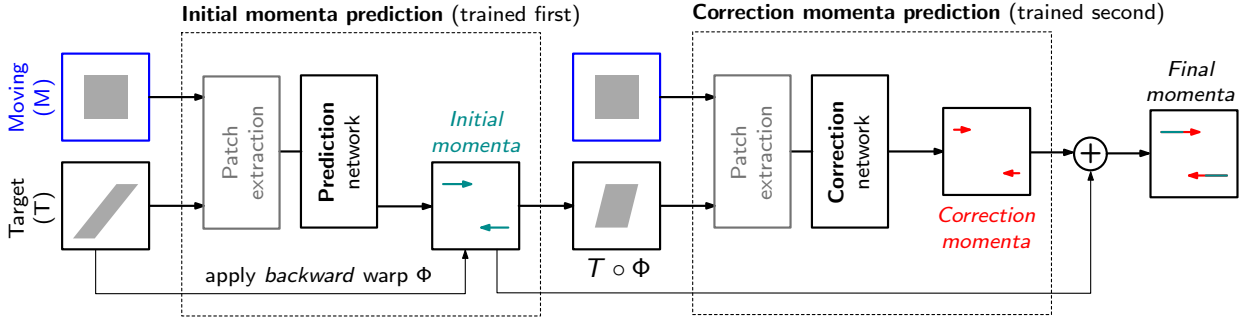 Initial momenta prediction (trained first)
Correction momenta prediction (trained second)
Moving
(M)
Target
(T)
Patch
extraction
Prediction
network
Initial
momenta
apply backward warp Φ
T ∘ Φ
Patch
extraction
Correction
network
Correction
momenta
+
Final
momenta